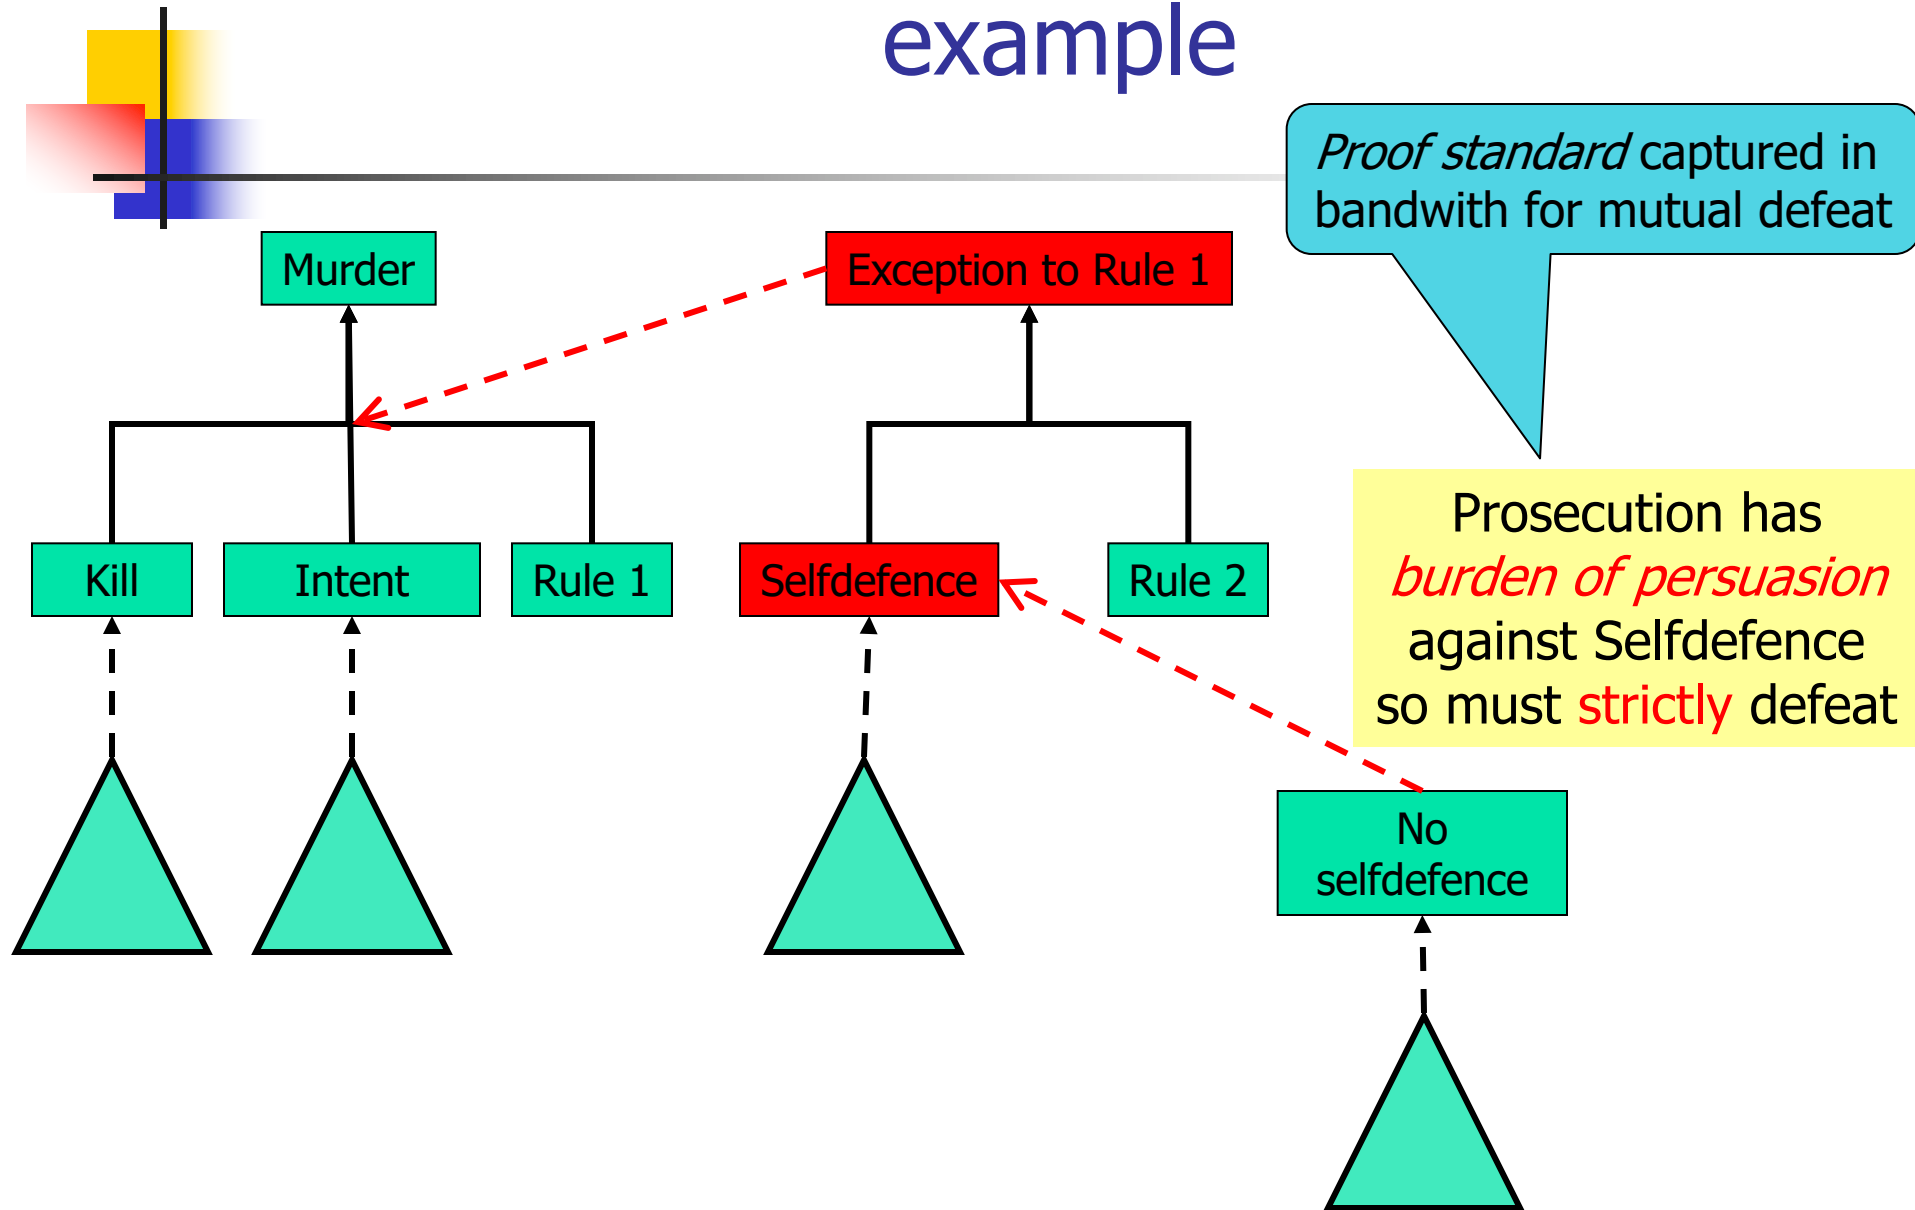 example
Proof standard captured in
bandwith for mutual defeat
Murder
Exception to Rule 1
Kill
Intent
Rule 1
Selfdefence
Rule 2
Prosecution has
burden of persuasion
against Selfdefence
so must strictly defeat
No
selfdefence